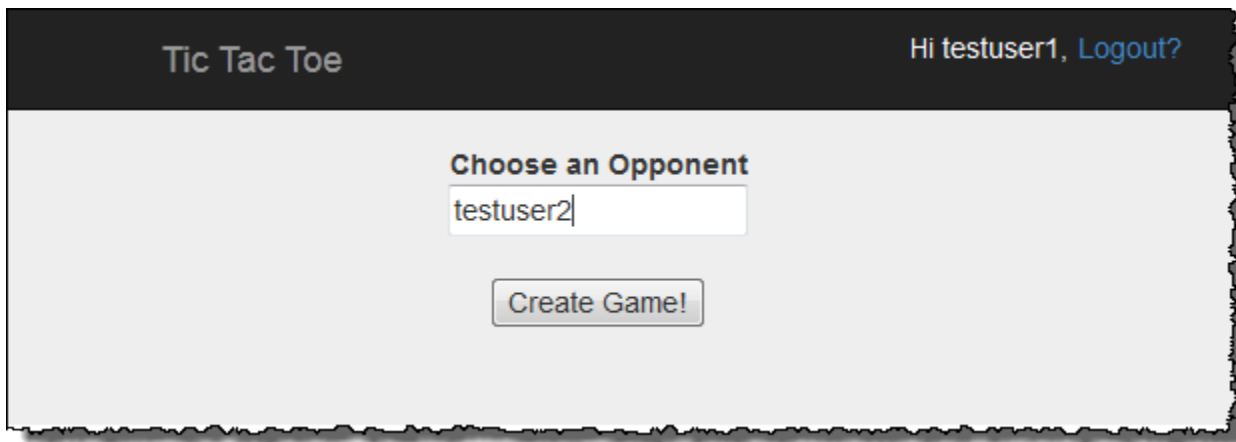 Tic Tac Toe
Hi testuser1, Logout?
Choose an Opponent
testuser2
Create Game!